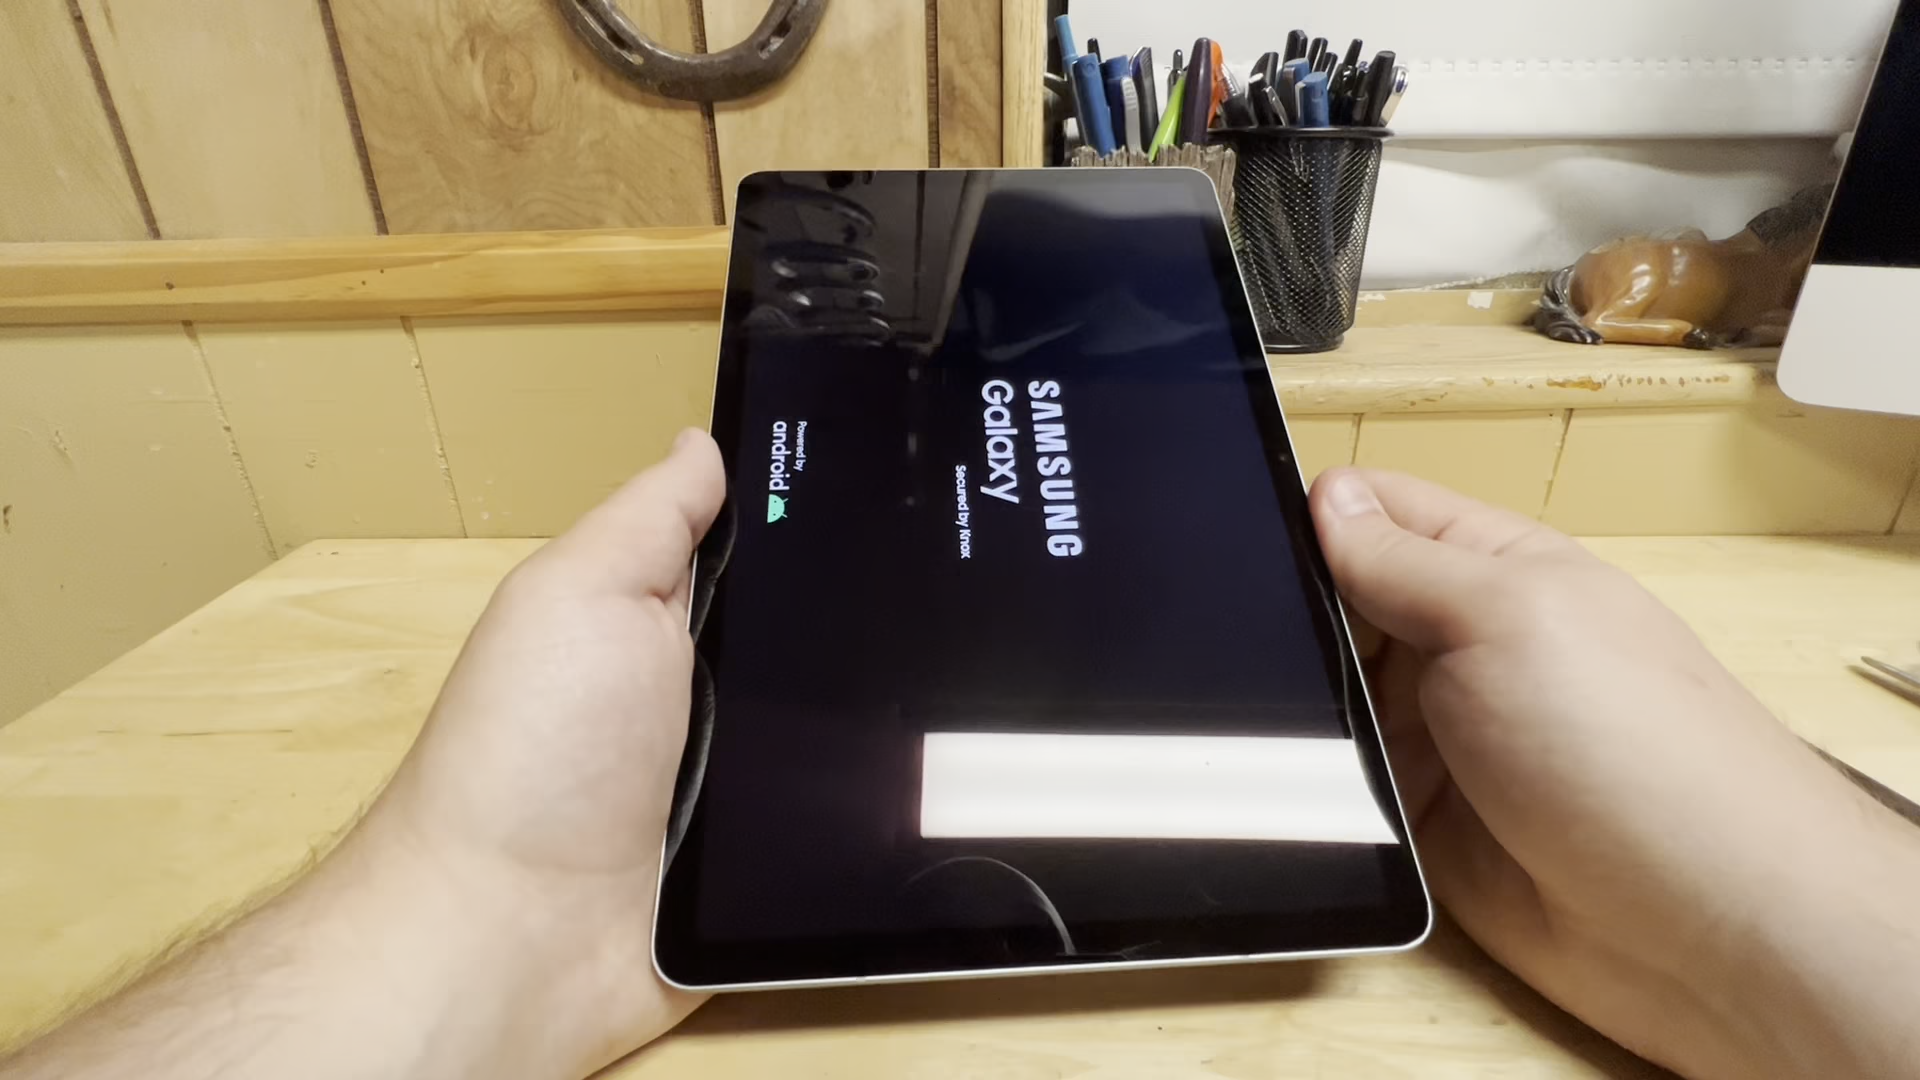 SAMSUNG
Galaxy
Secured by Knox
Powered by
android